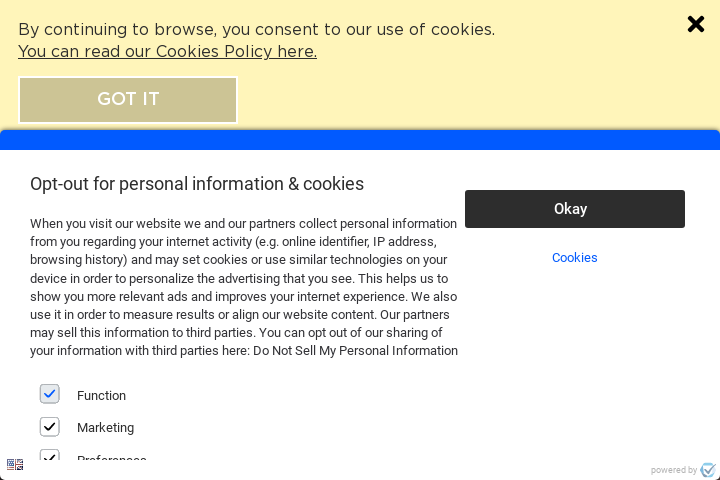 By continuing to browse, you consent to our use of cookies.
You can read our Cookies Policy here.
GOT IT
Opt-out for personal information & cookies
When you visit our website we and our partners collect personal information
from you regarding your internet activity (e.g. online identifier, IP address,
browsing history) and may set cookies or use similar technologies on your
device in order to personalize the advertising that you see. This helps us to
show you more relevant ads and improves your internet experience. We also
use it in order to measure results or align our website content. Our partners
may sell this information to third parties. You can opt out of our sharing of
your information with third parties here: Do Not Sell My Personal Information
Okay
Cookies
Function
Marketing
Preferences
powered by